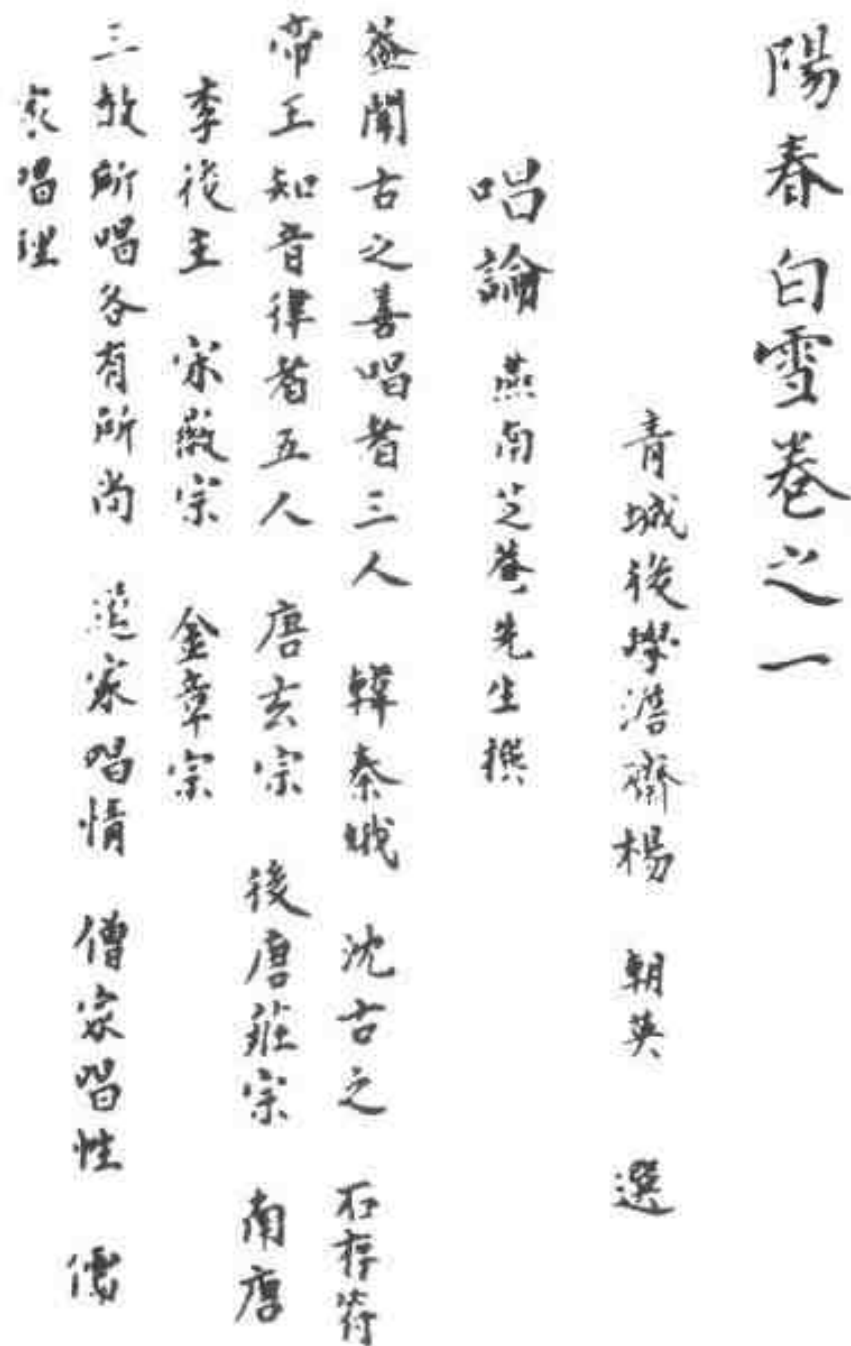 陽春白雪卷之一
青城後學澹齋楊 朝英 選
唱論 燕南芝菴先生撰
蓋聞古之善唱者三人 韓秦娥 沈古之 石存符
帝王知音律者五人 唐玄宗 後唐莊宗 南唐
李後主 宋徽宗 金章宗
三教所唱各有所尚 道家唱情 僧家唱性 儒
家唱理